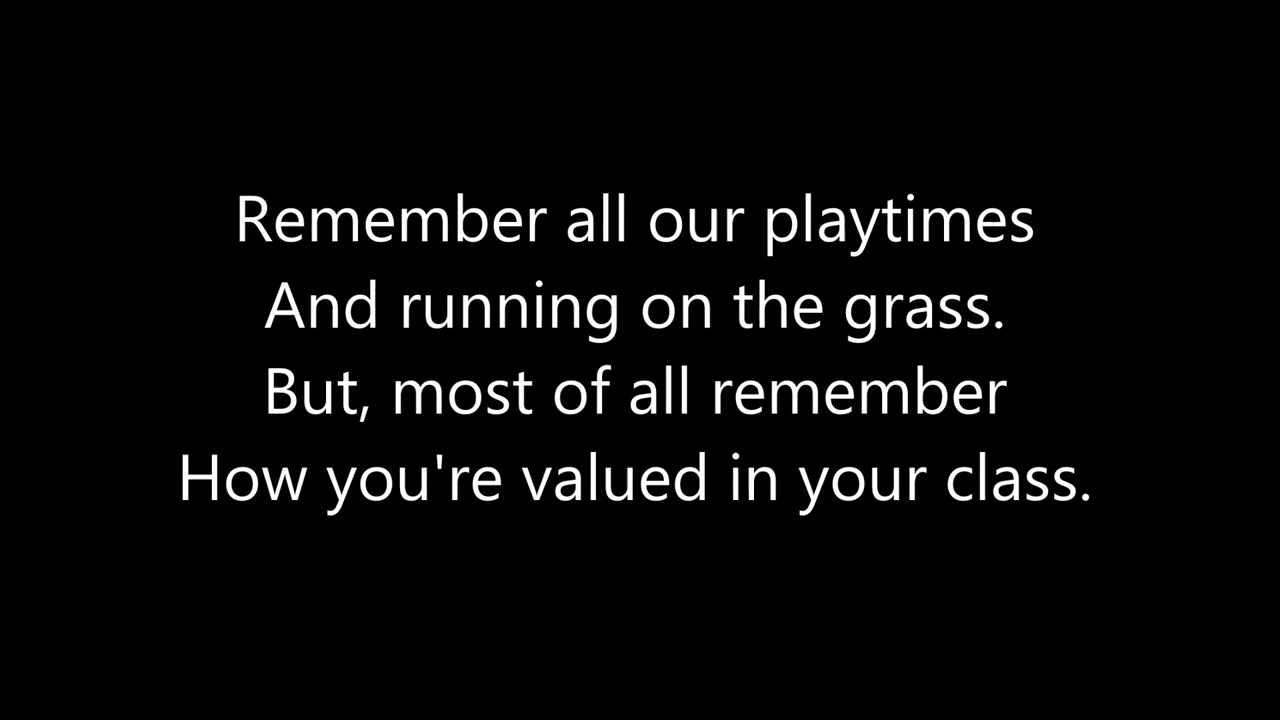 Remember all our playtimes
And running on the grass.
But, most of all remember
How you're valued in your class.